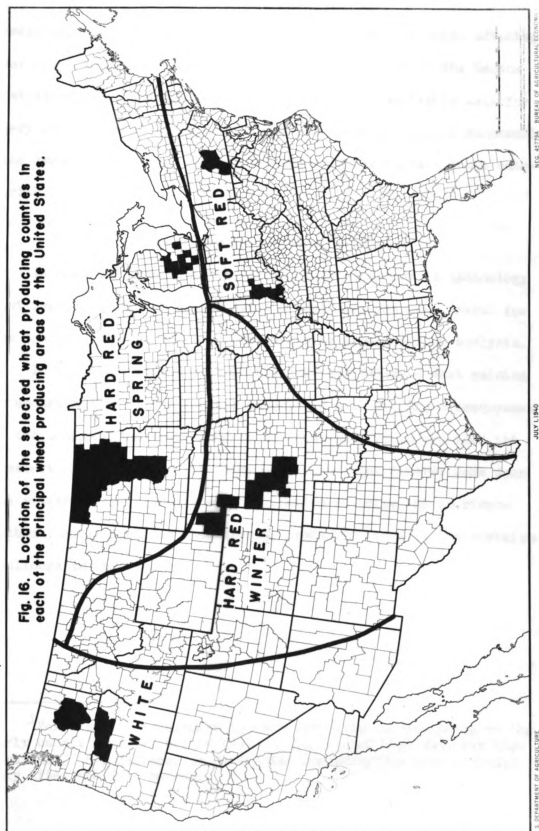 Fig. 16. Location of the selected wheat producing counties in
each of the principal wheat producing areas of the United States.
HARD RED
SPRING
SOFT RED
HARD RED
WINTER
WHITE
DEPARTMENT OF AGRICULTURE
JULY 1, 1940
NEG. 45779A BUREAU OF AGRICULTURAL ECONOMICS